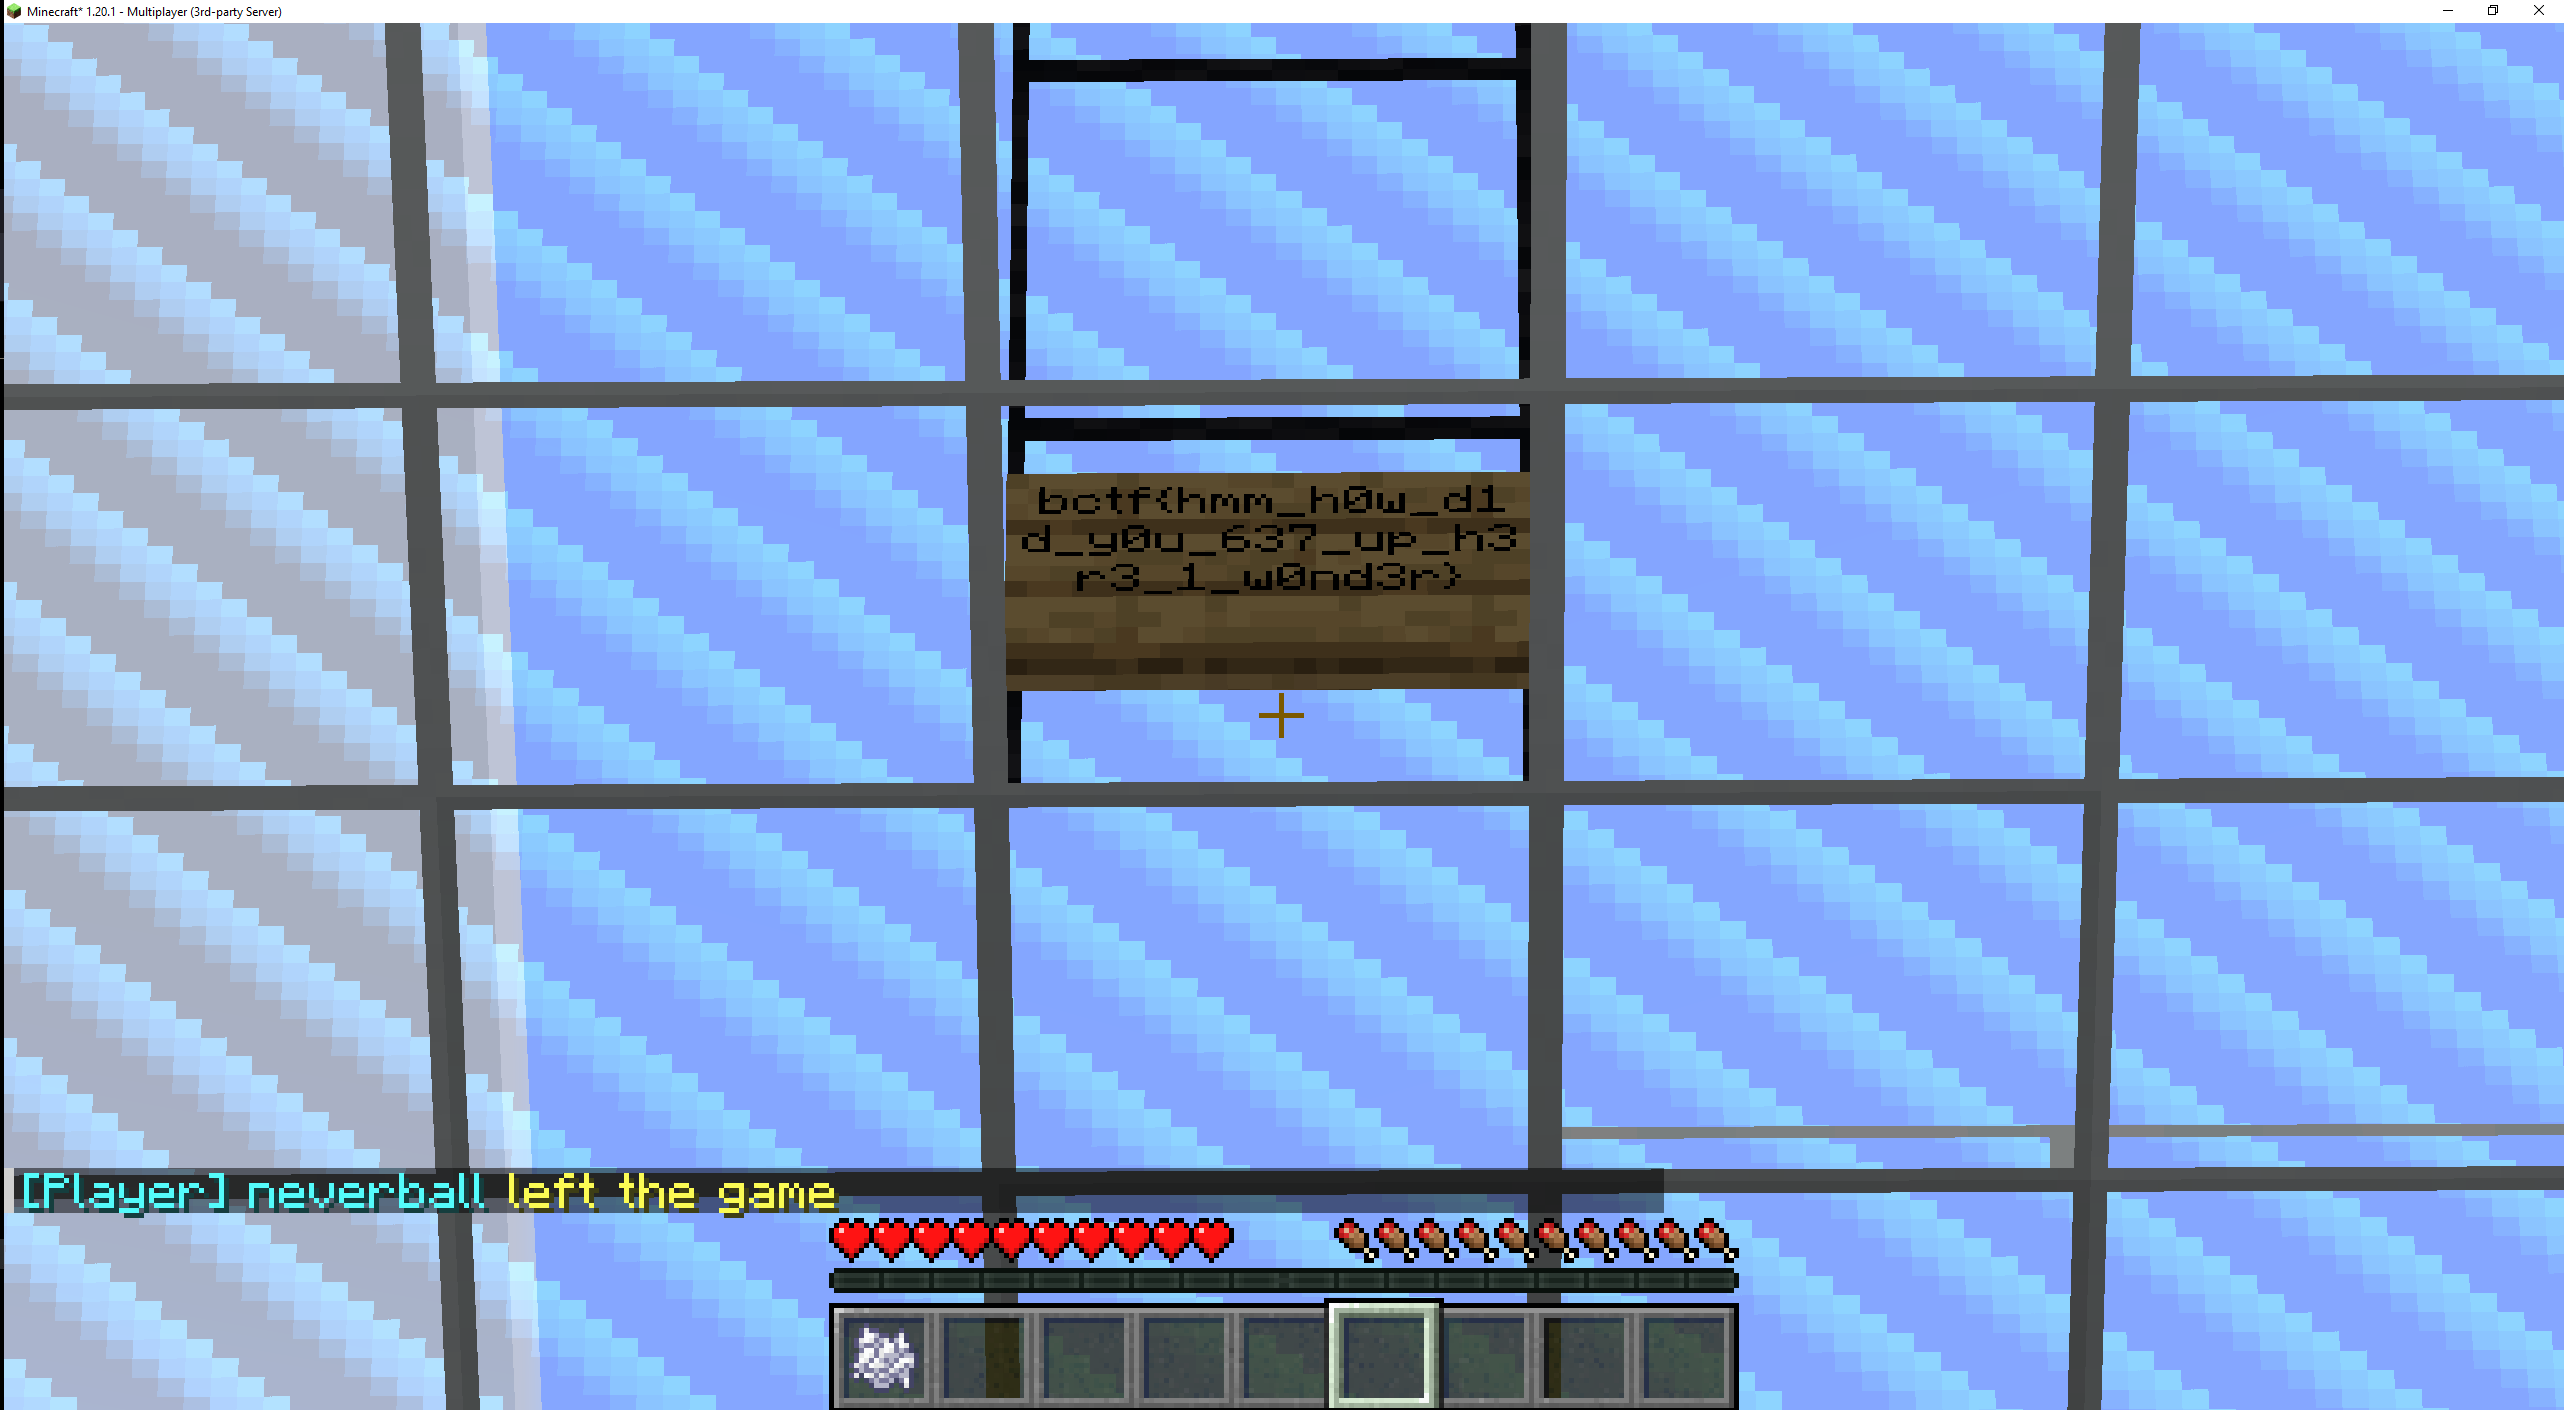 Minecraft* 1.20.1 - Multiplayer (3rd-party Server)
bctf{hmm_h0w_d1
d_y0u_637_up_h3
r3_1_w0nd3r}
[Player] neverball left the game